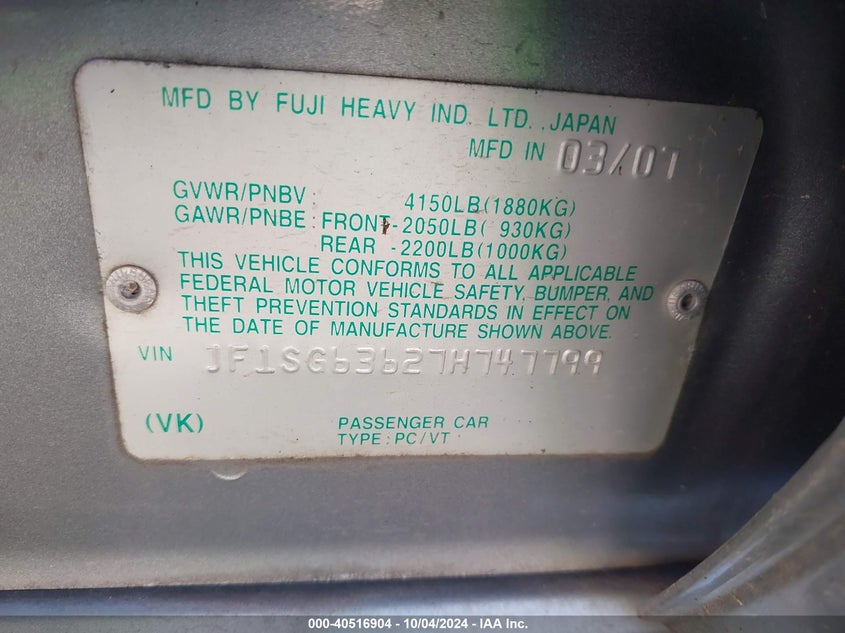 MFD BY FUJI HEAVY IND. LTD., JAPAN
MFD IN 03/07
GVWR/PNBV 4150LB(1880KG)
GAWR/PNBE FRONT-2050LB( 930KG)
REAR -2200LB(1000KG)
THIS VEHICLE CONFORMS TO ALL APPLICABLE
FEDERAL MOTOR VEHICLE SAFETY, BUMPER, AND
THEFT PREVENTION STANDARDS IN EFFECT ON
THE DATE OF MANUFACTURE SHOWN ABOVE.
VIN JF1SG63627H747799
(VK) PASSENGER CAR
TYPE:PC/VT
000-40516904 - 10/04/2024 - IAA Inc.